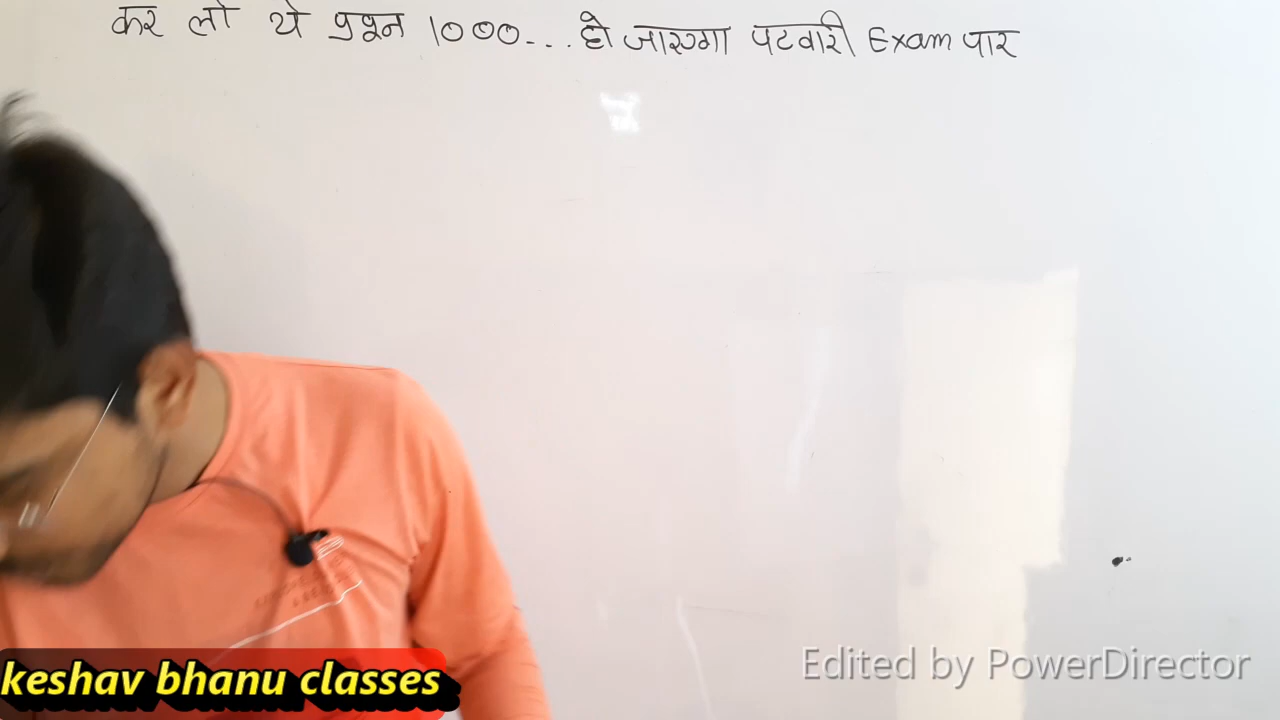 कर लो ये प्रश्न 1000... हो जाएगा पटवारी Exam पार
keshav bhanu classes
Edited by PowerDirector